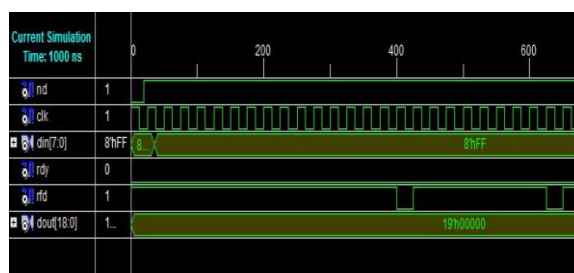 Current Simulation
Time: 1000 ns
0 200 400 600
nd 1
clk 1
din[7:0] 8'hFF 8... 8'hFF
rdy 0
rfd 1
dout[18:0] 1... 19'h00000